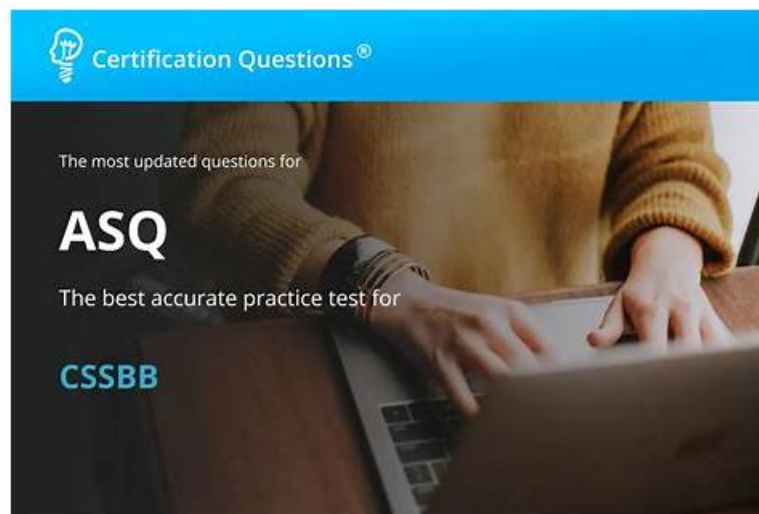 Certification Questions®
The most updated questions for
ASQ
The best accurate practice test for
CSSBB